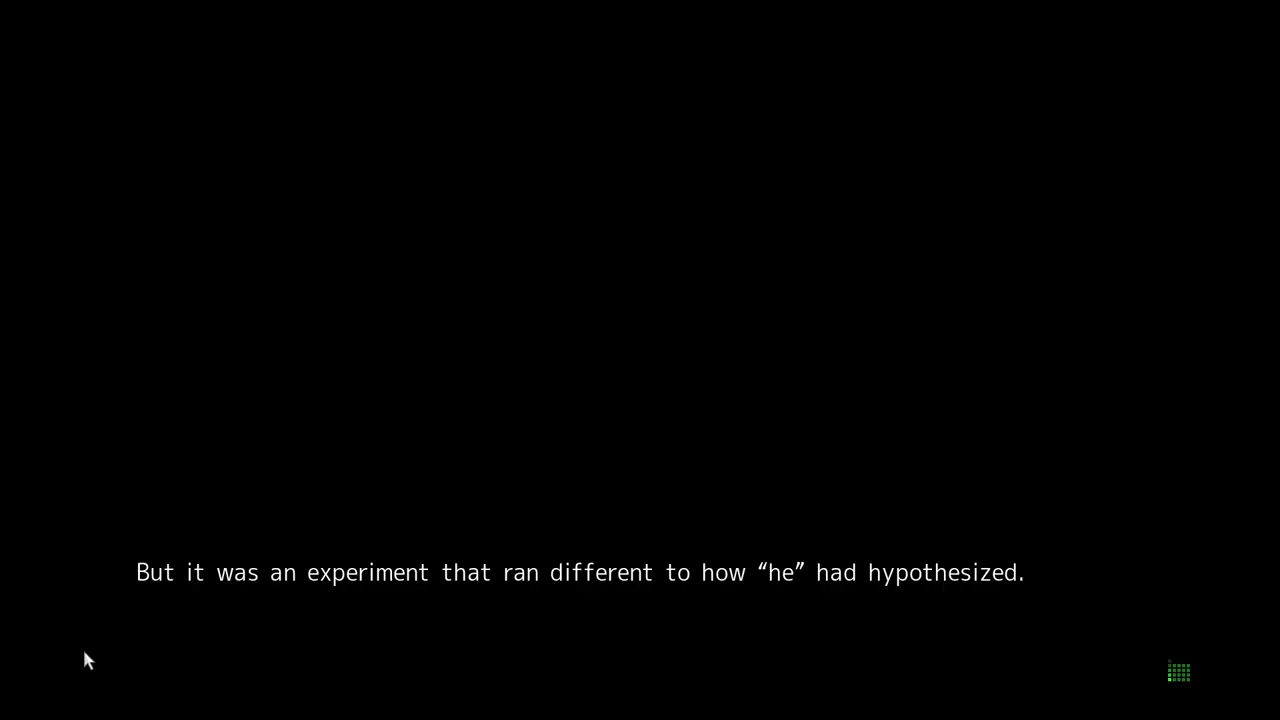 But it was an experiment that ran different to how “he” had hypothesized.